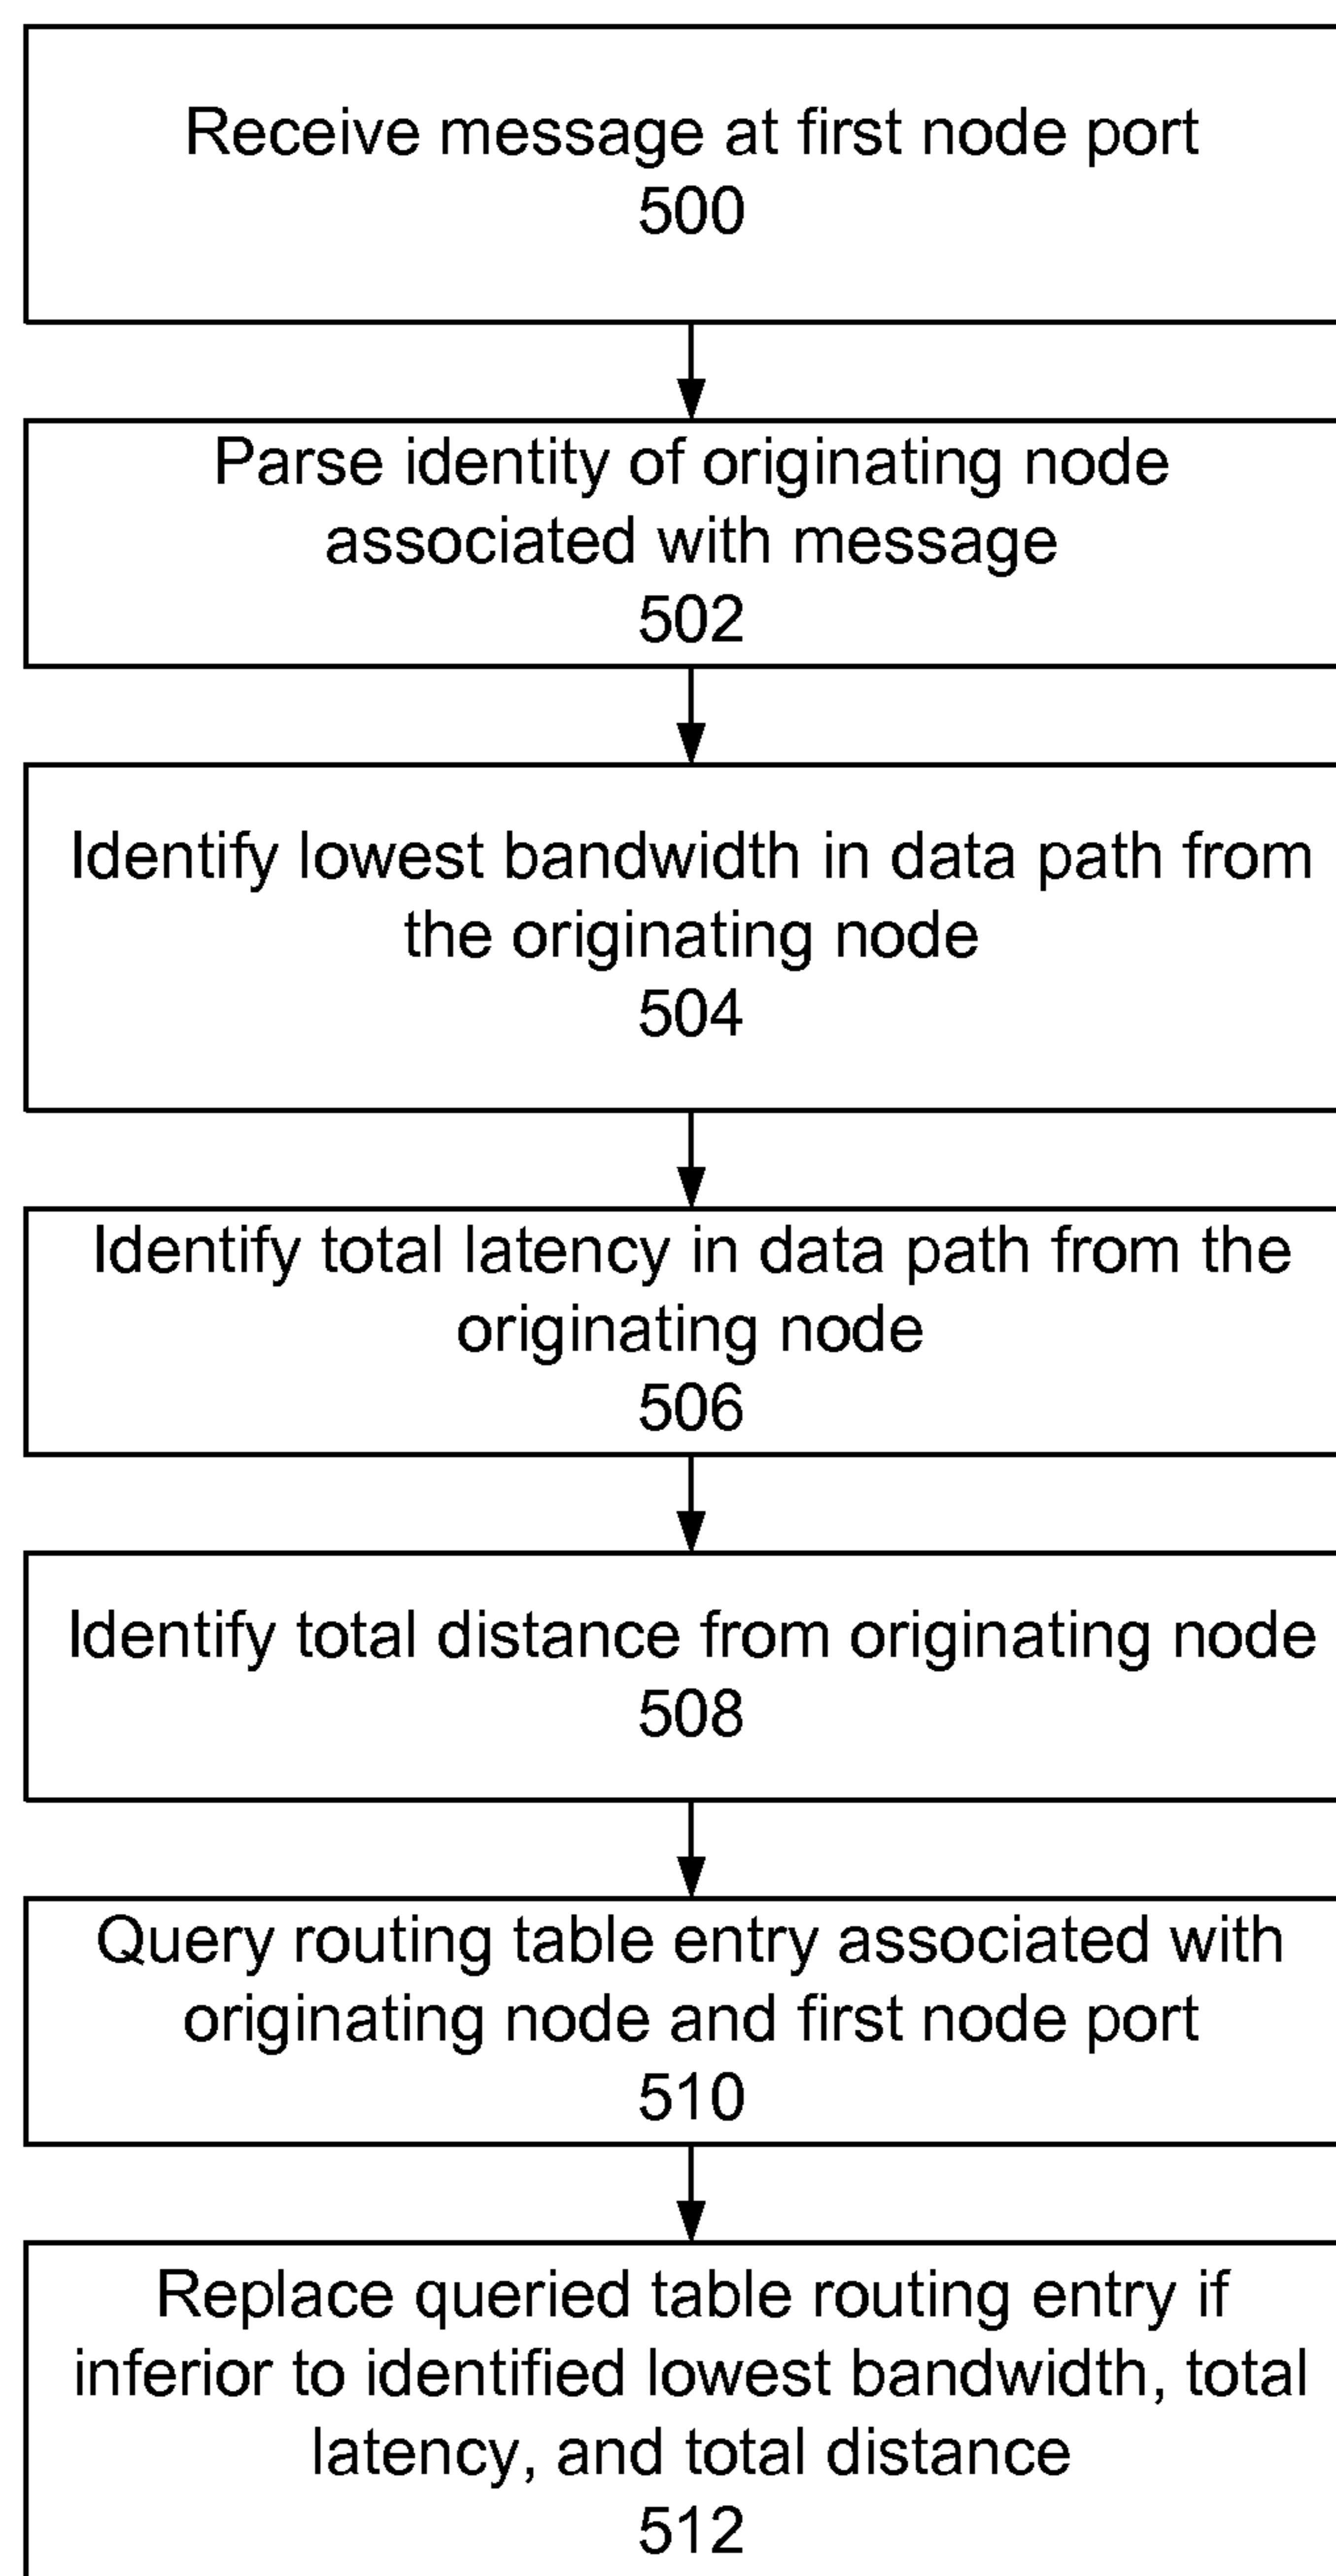 Receive message at first node port
500
Parse identity of originating node
associated with message
502
Identify lowest bandwidth in data path from
the originating node
504
Identify total latency in data path from the
originating node
506
Identify total distance from originating node
508
Query routing table entry associated with
originating node and first node port
510
Replace queried table routing entry if
inferior to identified lowest bandwidth, total
latency, and total distance
512